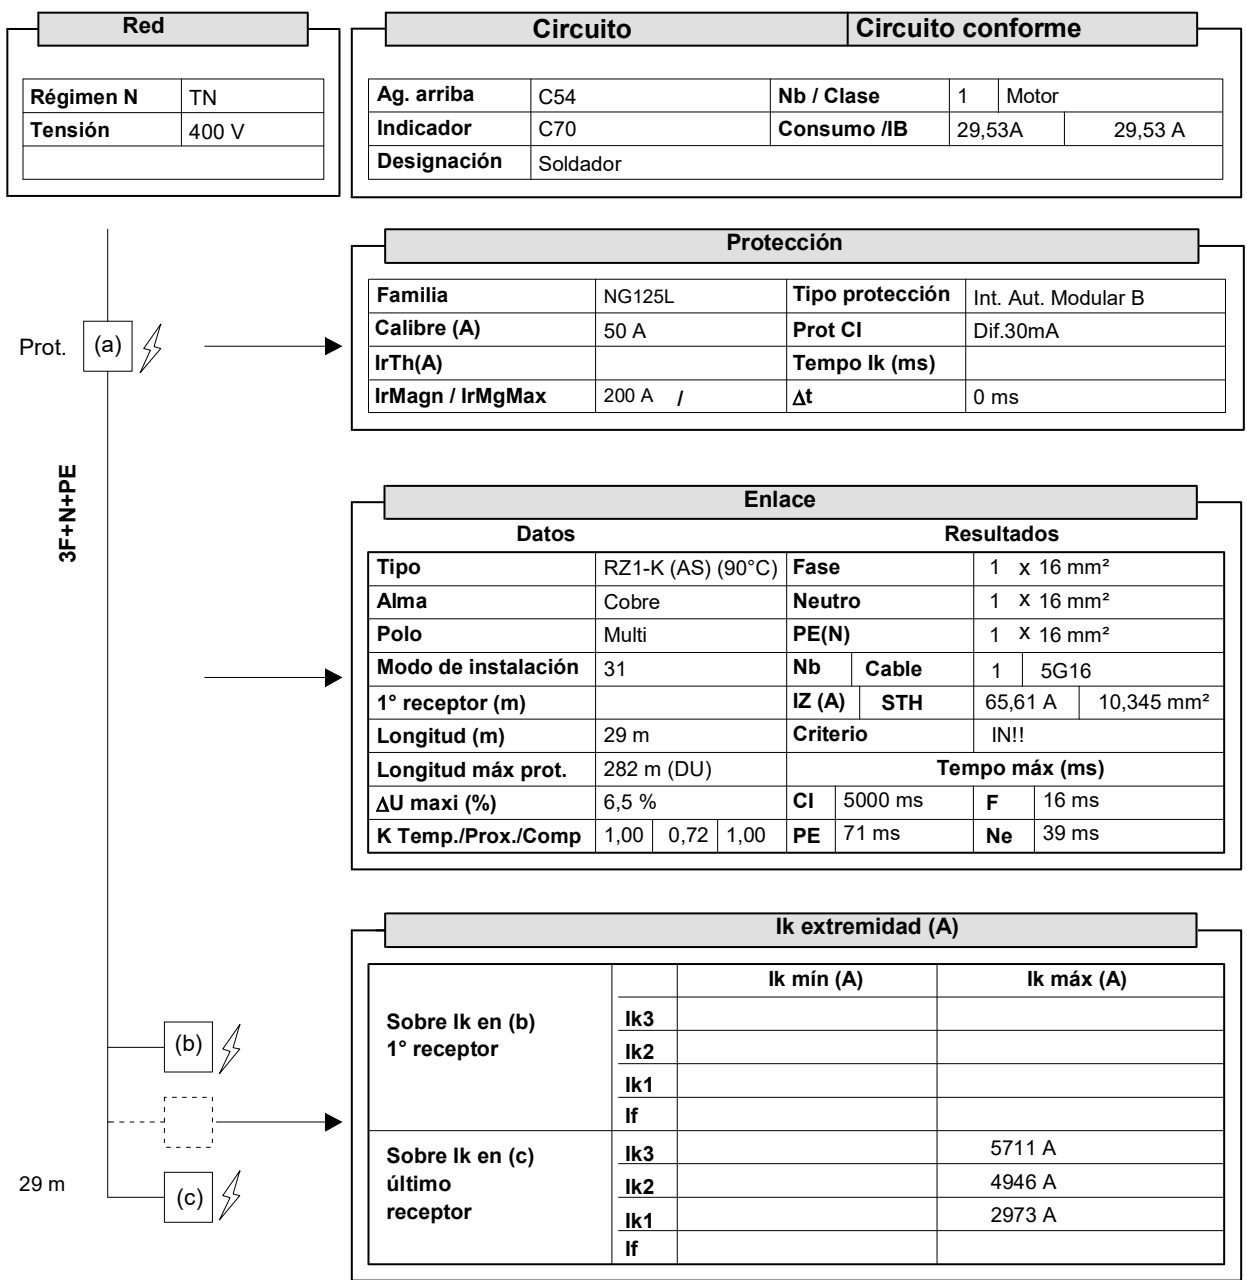 Red
Régimen N TN
Tensión 400 V
Circuito Circuito conforme
Ag. arriba C54 Nb / Clase 1 Motor
Indicador C70 Consumo /IB 29,53A 29,53 A
Designación Soldador
Protección
Familia NG125L Tipo protección Int. Aut. Modular B
Calibre (A) 50 A Prot CI Dif.30mA
IrTh(A) Tempo Ik (ms)
IrMagn / IrMgMax 200 A / Δt 0 ms
Prot. (a)
3F+N+PE
Enlace
Datos Resultados
Tipo RZ1-K (AS) (90°C) Fase 1 x 16 mm²
Alma Cobre Neutro 1 X 16 mm²
Polo Multi PE(N) 1 X 16 mm²
Modo de instalación 31 Nb Cable 1 5G16
1° receptor (m) IZ (A) STH 65,61 A 10,345 mm²
Longitud (m) 29 m Criterio IN!!
Longitud máx prot. 282 m (DU) Tempo máx (ms)
ΔU maxi (%) 6,5 % CI 5000 ms F 16 ms
K Temp./Prox./Comp 1,00 0,72 1,00 PE 71 ms Ne 39 ms
Ik extremidad (A)
Ik mín (A) Ik máx (A)
(b)
Sobre Ik en (b)
1° receptor
Ik3
Ik2
Ik1
If
29 m (c)
Sobre Ik en (c)
último
receptor
Ik3 5711 A
Ik2 4946 A
Ik1 2973 A
If